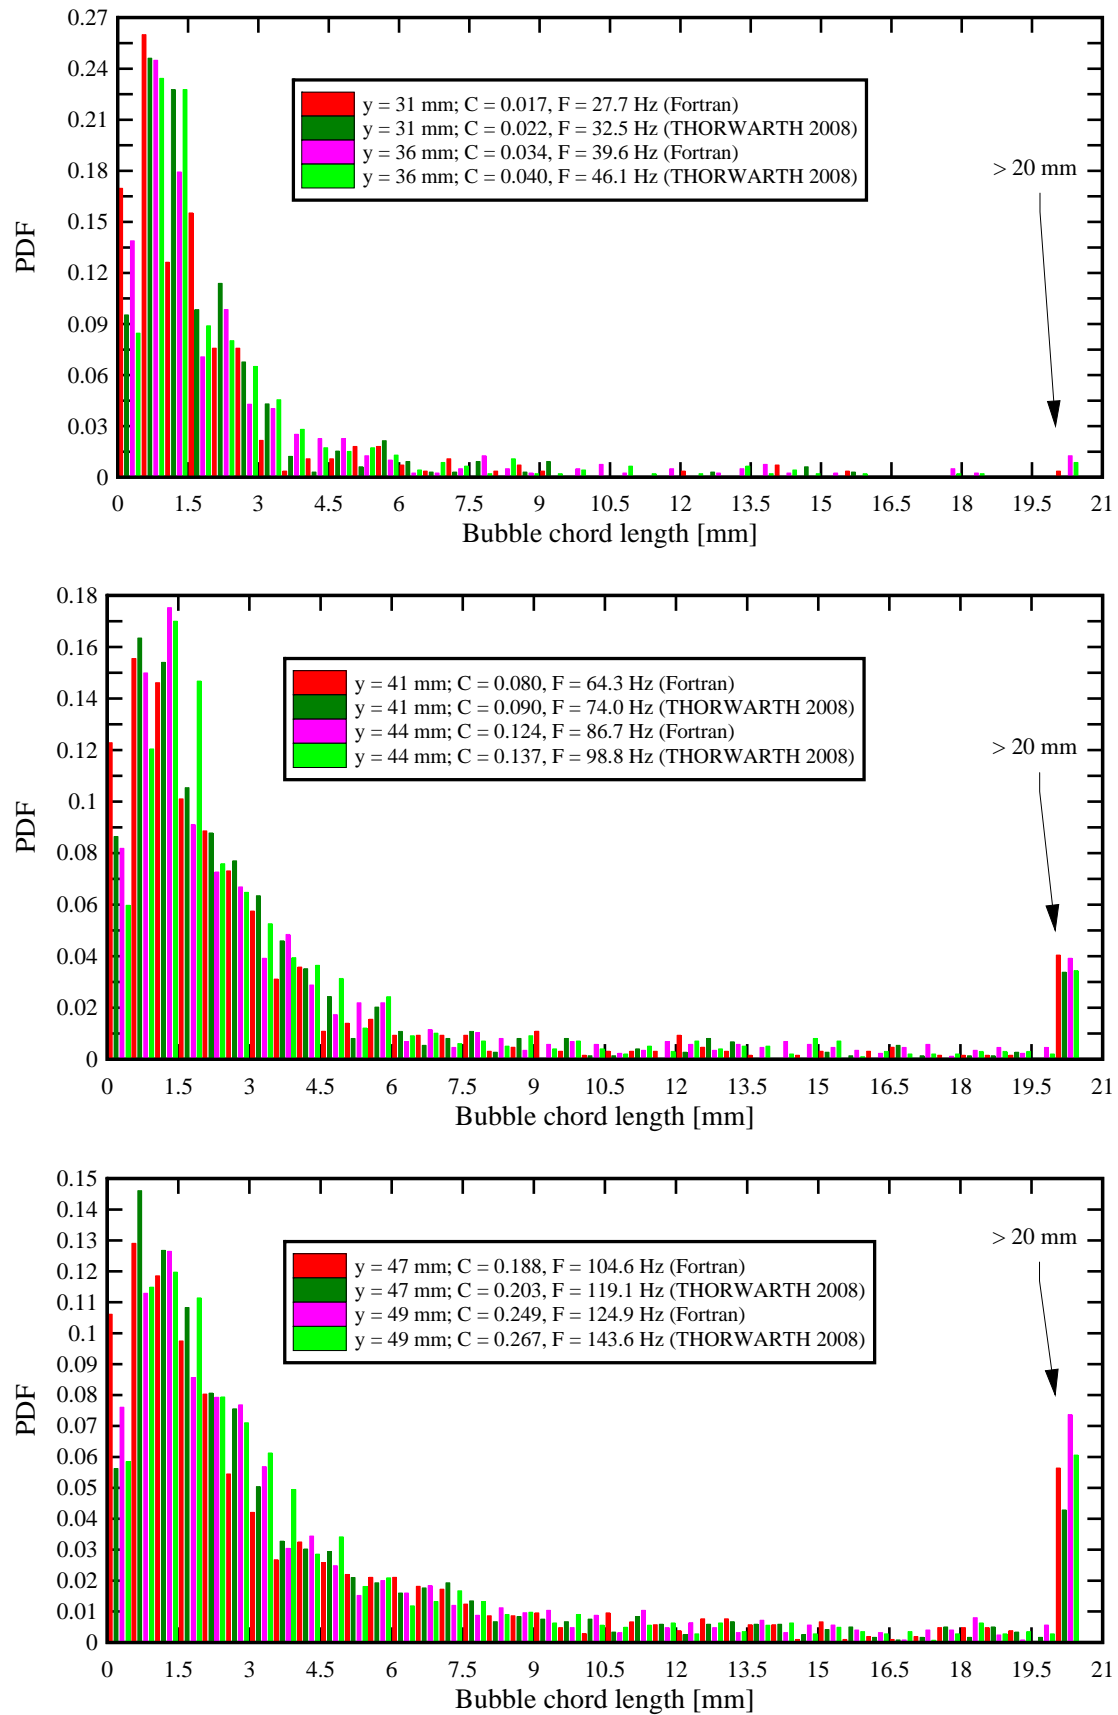 0.27
0.24
0.21
0.18
0.15
0.12
0.09
0.06
0.03
0
PDF
y = 31 mm; C = 0.017, F = 27.7 Hz (Fortran)
y = 31 mm; C = 0.022, F = 32.5 Hz (THORWARTH 2008)
y = 36 mm; C = 0.034, F = 39.6 Hz (Fortran)
y = 36 mm; C = 0.040, F = 46.1 Hz (THORWARTH 2008)
> 20 mm
0 1.5 3 4.5 6 7.5 9 10.5 12 13.5 15 16.5 18 19.5 21
Bubble chord length [mm]
0.18
0.16
0.14
0.12
0.1
0.08
0.06
0.04
0.02
0
PDF
y = 41 mm; C = 0.080, F = 64.3 Hz (Fortran)
y = 41 mm; C = 0.090, F = 74.0 Hz (THORWARTH 2008)
y = 44 mm; C = 0.124, F = 86.7 Hz (Fortran)
y = 44 mm; C = 0.137, F = 98.8 Hz (THORWARTH 2008)
> 20 mm
0 1.5 3 4.5 6 7.5 9 10.5 12 13.5 15 16.5 18 19.5 21
Bubble chord length [mm]
0.15
0.14
0.13
0.12
0.11
0.1
0.09
0.08
0.07
0.06
0.05
0.04
0.03
0.02
0.01
0
PDF
y = 47 mm; C = 0.188, F = 104.6 Hz (Fortran)
y = 47 mm; C = 0.203, F = 119.1 Hz (THORWARTH 2008)
y = 49 mm; C = 0.249, F = 124.9 Hz (Fortran)
y = 49 mm; C = 0.267, F = 143.6 Hz (THORWARTH 2008)
> 20 mm
0 1.5 3 4.5 6 7.5 9 10.5 12 13.5 15 16.5 18 19.5 21
Bubble chord length [mm]